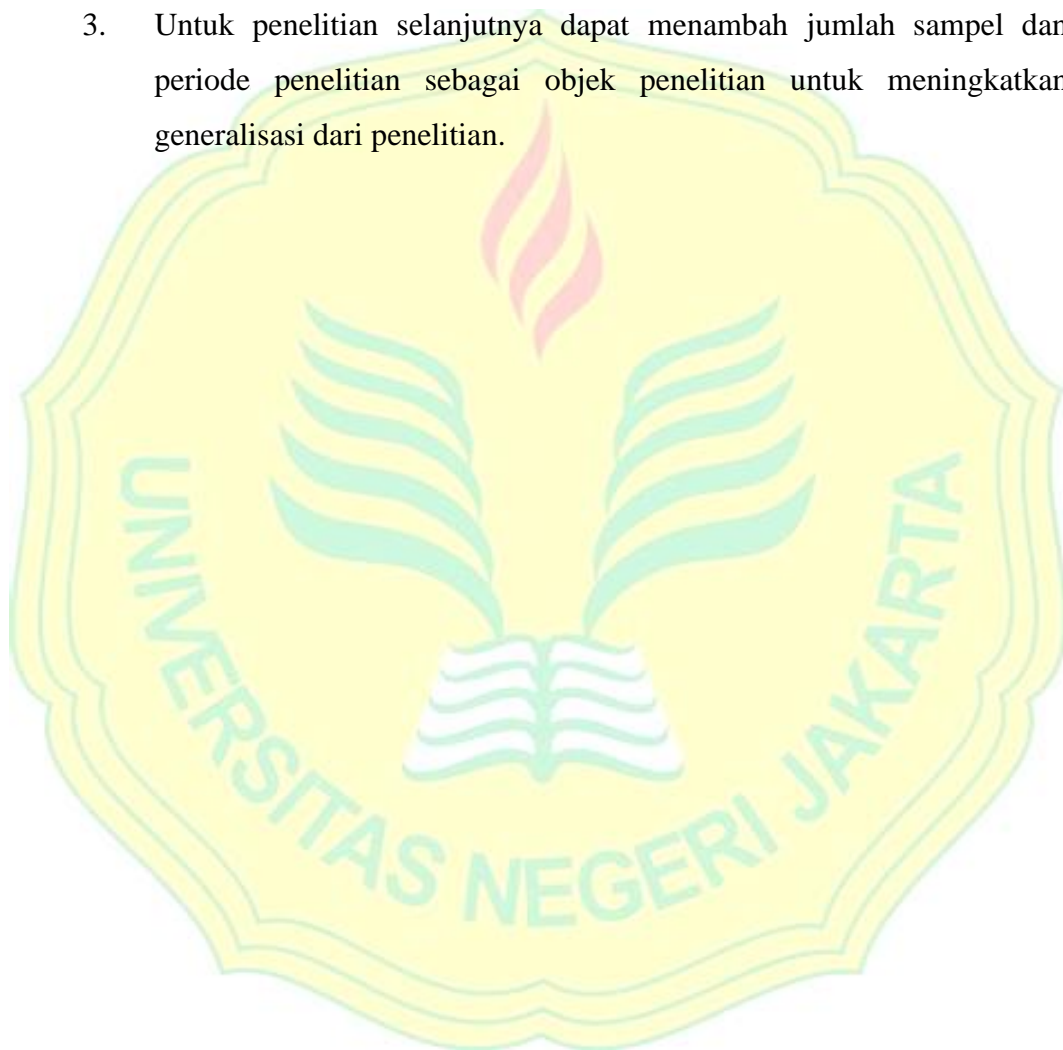 3. Untuk penelitian selanjutnya dapat menambah jumlah sampel dan
periode penelitian sebagai objek penelitian untuk meningkatkan
generalisasi dari penelitian.
UNIVERSITAS NEGERI JAKARTA